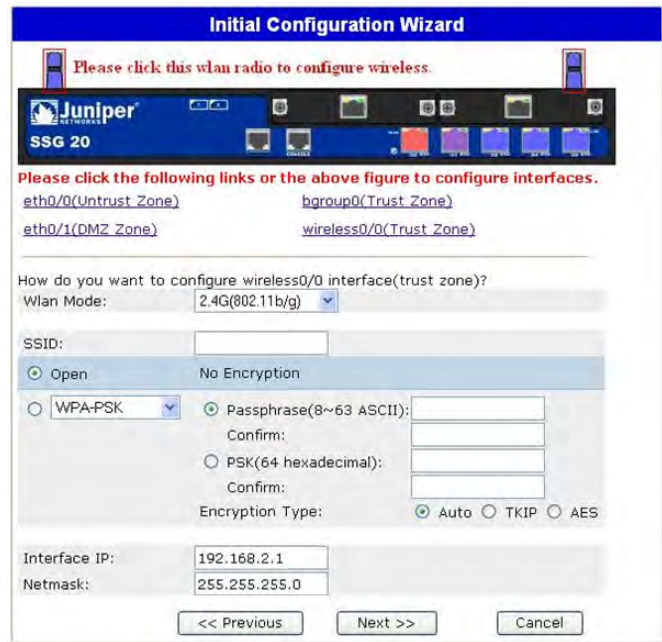 Initial Configuration Wizard
Please click this wlan radio to configure wireless.
Juniper
NETWORKS
SSG 20
CONSOLE
Please click the following links or the above figure to configure interfaces.
eth0/0(Untrust Zone) bgroup0(Trust Zone)
eth0/1(DMZ Zone) wireless0/0(Trust Zone)
How do you want to configure wireless0/0 interface(trust zone)?
Wlan Mode: 2.4G(802.11b/g)
SSID:
Open No Encryption
WPA-PSK Passphrase(8~63 ASCII):
Confirm:
PSK(64 hexadecimal):
Confirm:
Encryption Type: Auto TKIP AES
Interface IP: 192.168.2.1
Netmask: 255.255.255.0
<< Previous Next >> Cancel